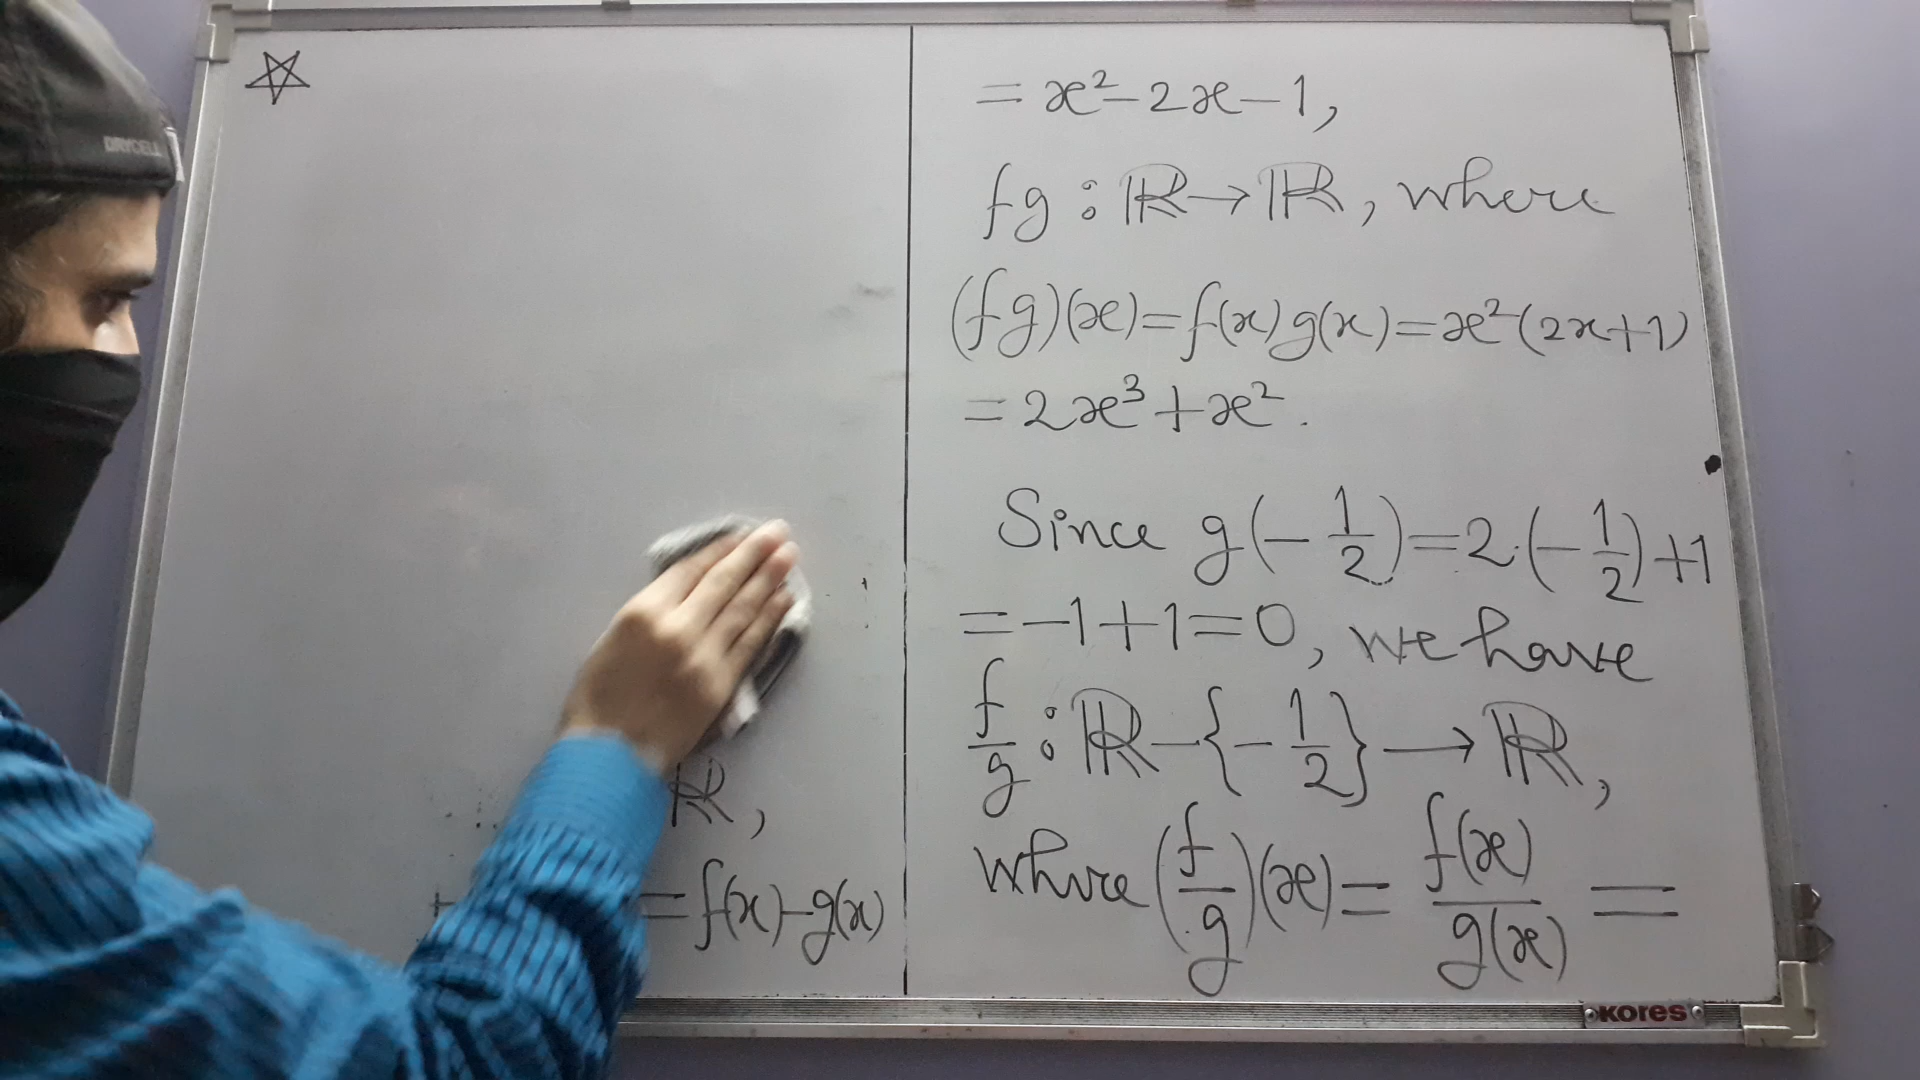 DRYCELL
ℝ,
= f(x) - g(x)
= x² - 2x - 1,
fg : ℝ → ℝ, where
(fg)(x) = f(x) g(x) = x² (2x + 1)
= 2x³ + x².
Since g(-1/2) = 2.(-1/2) + 1
= -1 + 1 = 0, we have
f/g : ℝ - {-1/2} → ℝ,
where (f/g)(x) = f(x)/g(x) =
KORES